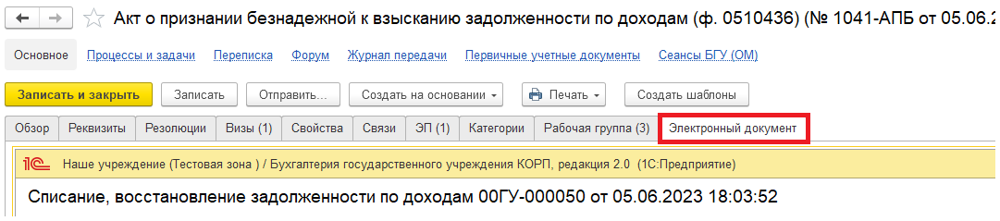 Акт о признании безнадежной к взысканию задолженности по доходам (ф. 0510436) (№ 1041-АПБ от 05.06.2
Основное Процессы и задачи Переписка Форум Журнал передачи Первичные учетные документы Сеансы БГУ (ОМ)
Записать и закрыть Записать Отправить... Создать на основании Печать Создать шаблоны
Обзор Реквизиты Резолюции Визы (1) Свойства Связи ЭП (1) Категории Рабочая группа (3) Электронный документ
1С Наше учреждение (Тестовая зона ) / Бухгалтерия государственного учреждения КОРП, редакция 2.0 (1С:Предприятие)
Списание, восстановление задолженности по доходам 00ГУ-000050 от 05.06.2023 18:03:52